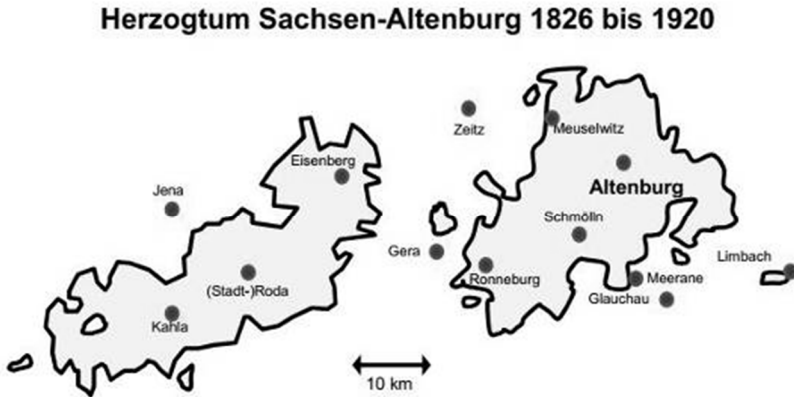 Herzogtum Sachsen-Altenburg 1826 bis 1920
Zeitz
Meuselwitz
Eisenberg
Jena
Altenburg
Schmölln
Gera
Ronneburg
Limbach
Meerane
Glauchau
(Stadt-)Roda
Kahla
10 km